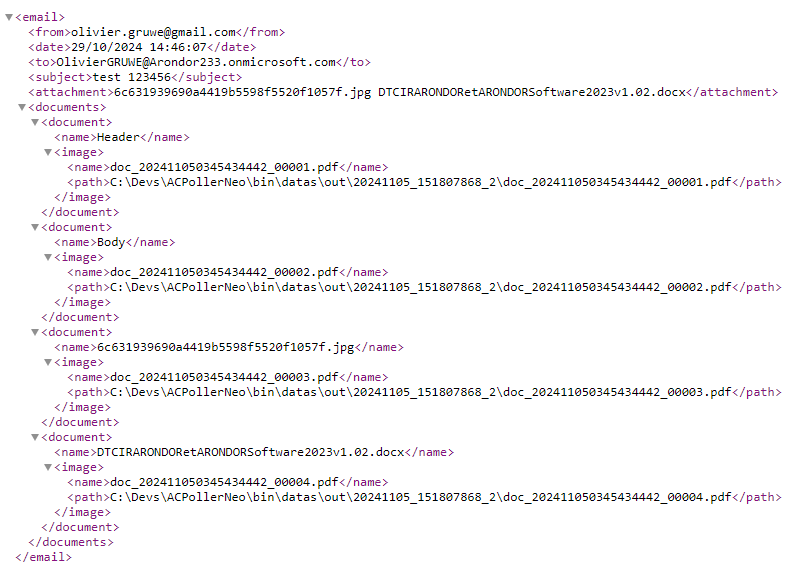 <email>
<from>olivier.gruwe@gmail.com</from>
<date>29/10/2024 14:46:07</date>
<to>OlivierGRUWE@Arondor233.onmicrosoft.com</to>
<subject>test 123456</subject>
<attachment>6c631939690a4419b5598f5520f1057f.jpg DTCIRARONDORetARONDORSoftware2023v1.02.docx</attachment>
<documents>
<document>
<name>Header</name>
<image>
<name>doc_202411050345434442_00001.pdf</name>
<path>C:\Devs\ACPollerNeo\bin\datas\out\20241105_151807868_2\doc_202411050345434442_00001.pdf</path>
</image>
</document>
<document>
<name>Body</name>
<image>
<name>doc_202411050345434442_00002.pdf</name>
<path>C:\Devs\ACPollerNeo\bin\datas\out\20241105_151807868_2\doc_202411050345434442_00002.pdf</path>
</image>
</document>
<document>
<name>6c631939690a4419b5598f5520f1057f.jpg</name>
<image>
<name>doc_202411050345434442_00003.pdf</name>
<path>C:\Devs\ACPollerNeo\bin\datas\out\20241105_151807868_2\doc_202411050345434442_00003.pdf</path>
</image>
</document>
<document>
<name>DTCIRARONDORetARONDORSoftware2023v1.02.docx</name>
<image>
<name>doc_202411050345434442_00004.pdf</name>
<path>C:\Devs\ACPollerNeo\bin\datas\out\20241105_151807868_2\doc_202411050345434442_00004.pdf</path>
</image>
</document>
</documents>
</email>